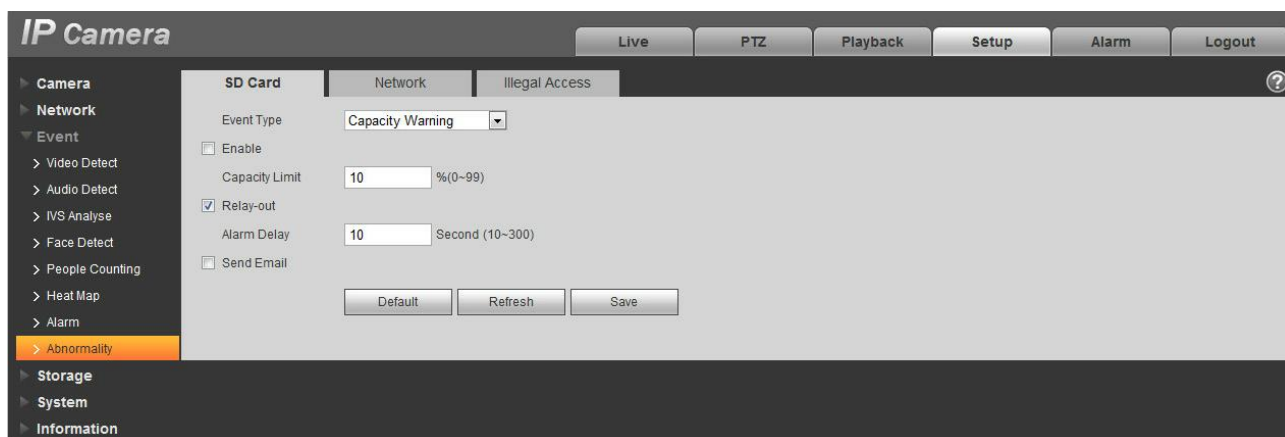 IP Camera
Live
PTZ
Playback
Setup
Alarm
Logout
Camera
Network
Event
Video Detect
Audio Detect
IVS Analyse
Face Detect
People Counting
Heat Map
Alarm
Abnormality
Storage
System
Information
SD Card
Network
Illegal Access
?
Event Type
Capacity Warning
Enable
Capacity Limit
10
%(0~99)
Relay-out
Alarm Delay
10
Second (10~300)
Send Email
Default
Refresh
Save